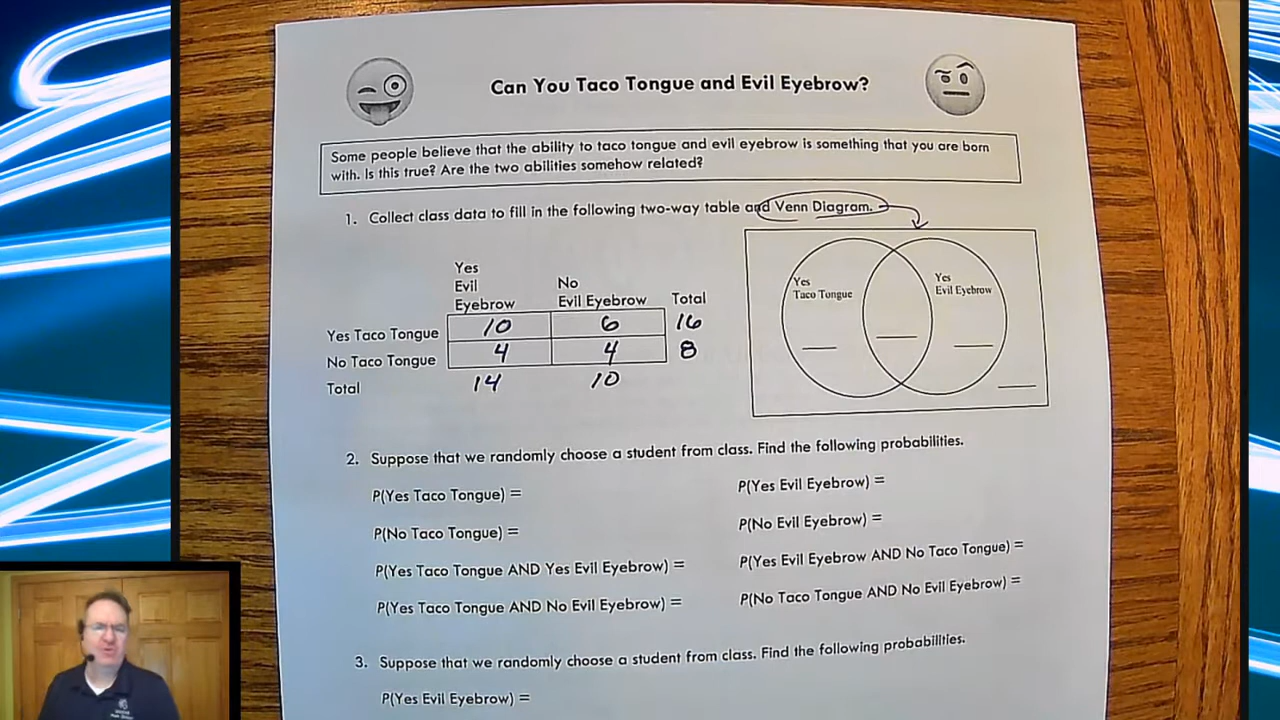 Can You Taco Tongue and Evil Eyebrow?
Some people believe that the ability to taco tongue and evil eyebrow is something that you are born
with. Is this true? Are the two abilities somehow related?
1. Collect class data to fill in the following two-way table and Venn Diagram.
Yes
Evil
Eyebrow
No
Evil Eyebrow
Total
Yes Taco Tongue 10 6 16
No Taco Tongue 4 4 8
Total 14 10
Yes
Taco Tongue
Yes
Evil Eyebrow
2. Suppose that we randomly choose a student from class. Find the following probabilities.
P(Yes Taco Tongue) =
P(Yes Evil Eyebrow) =
P(No Taco Tongue) =
P(No Evil Eyebrow) =
P(Yes Taco Tongue AND Yes Evil Eyebrow) =
P(Yes Evil Eyebrow AND No Taco Tongue) =
P(Yes Taco Tongue AND No Evil Eyebrow) =
P(No Taco Tongue AND No Evil Eyebrow) =
3. Suppose that we randomly choose a student from class. Find the following probabilities.
P(Yes Evil Eyebrow) =